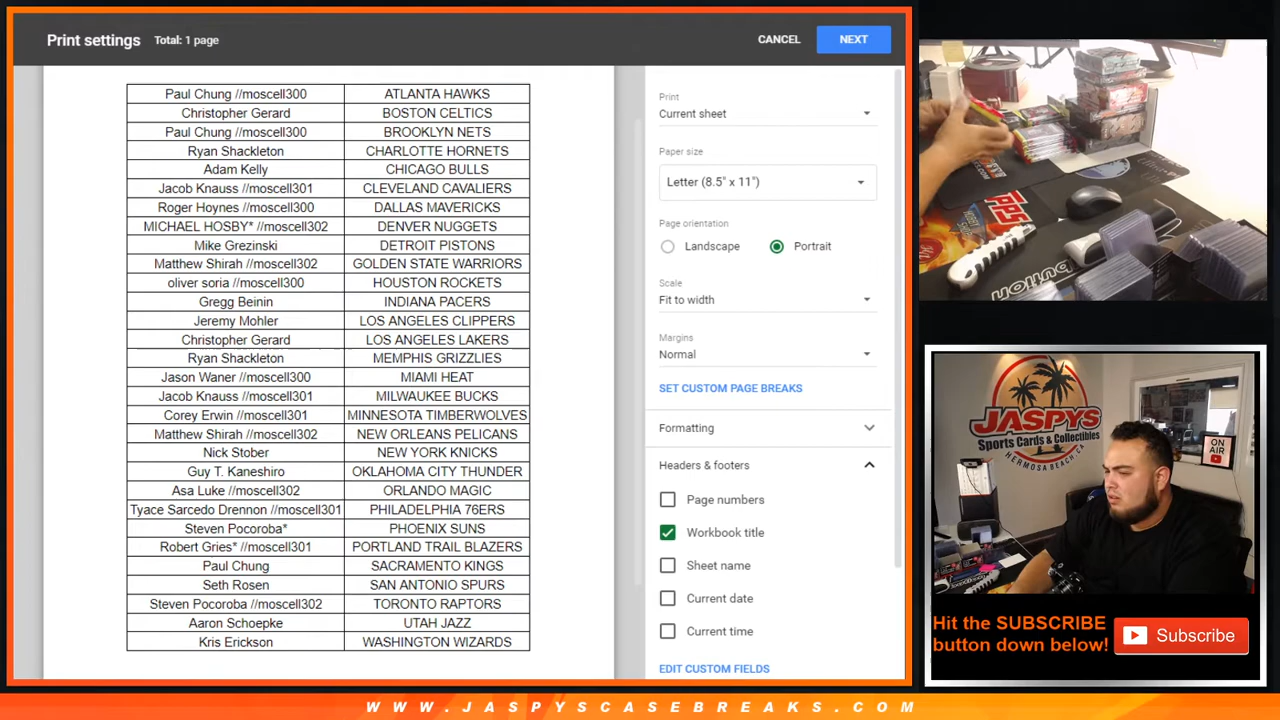 Print settings Total: 1 page CANCEL NEXT
Paul Chung //moscell300 ATLANTA HAWKS
Christopher Gerard BOSTON CELTICS
Paul Chung //moscell300 BROOKLYN NETS
Ryan Shackleton CHARLOTTE HORNETS
Adam Kelly CHICAGO BULLS
Jacob Knauss //moscell301 CLEVELAND CAVALIERS
Roger Hoynes //moscell300 DALLAS MAVERICKS
MICHAEL HOSBY* //moscell302 DENVER NUGGETS
Mike Grezinski DETROIT PISTONS
Matthew Shirah //moscell302 GOLDEN STATE WARRIORS
oliver soria //moscell300 HOUSTON ROCKETS
Gregg Beinin INDIANA PACERS
Jeremy Mohler LOS ANGELES CLIPPERS
Christopher Gerard LOS ANGELES LAKERS
Ryan Shackleton MEMPHIS GRIZZLIES
Jason Waner //moscell300 MIAMI HEAT
Jacob Knauss //moscell301 MILWAUKEE BUCKS
Corey Erwin //moscell301 MINNESOTA TIMBERWOLVES
Matthew Shirah //moscell302 NEW ORLEANS PELICANS
Nick Stober NEW YORK KNICKS
Guy T. Kaneshiro OKLAHOMA CITY THUNDER
Asa Luke //moscell302 ORLANDO MAGIC
Tyace Sarcedo Drennon //moscell301 PHILADELPHIA 76ERS
Steven Pocoroba* PHOENIX SUNS
Robert Gries* //moscell301 PORTLAND TRAIL BLAZERS
Paul Chung SACRAMENTO KINGS
Seth Rosen SAN ANTONIO SPURS
Steven Pocoroba //moscell302 TORONTO RAPTORS
Aaron Schoepke UTAH JAZZ
Kris Erickson WASHINGTON WIZARDS
Print
Current sheet
Paper size
Letter (8.5" x 11")
Page orientation
Landscape Portrait
Scale
Fit to width
Margins
Normal
SET CUSTOM PAGE BREAKS
Formatting
Headers & footers
Page numbers
Workbook title
Sheet name
Current date
Current time
EDIT CUSTOM FIELDS
button
JASPYS
Sports Cards & Collectibles
HERMOSA BEACH, CA
ON
AIR
Hit the SUBSCRIBE
button down below!
Subscribe
WWW.JASPYSCASEBREAKS.COM